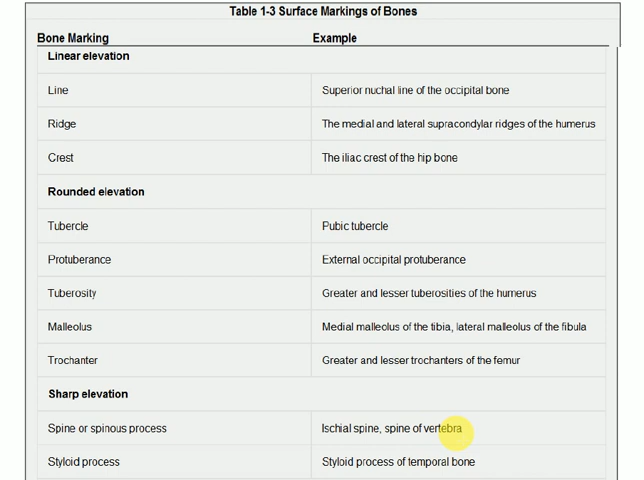 Table 1-3 Surface Markings of Bones
Bone Marking Example
Linear elevation
Line Superior nuchal line of the occipital bone
Ridge The medial and lateral supracondylar ridges of the humerus
Crest The iliac crest of the hip bone
Rounded elevation
Tubercle Pubic tubercle
Protuberance External occipital protuberance
Tuberosity Greater and lesser tuberosities of the humerus
Malleolus Medial malleolus of the tibia, lateral malleolus of the fibula
Trochanter Greater and lesser trochanters of the femur
Sharp elevation
Spine or spinous process Ischial spine, spine of vertebra
Styloid process Styloid process of temporal bone